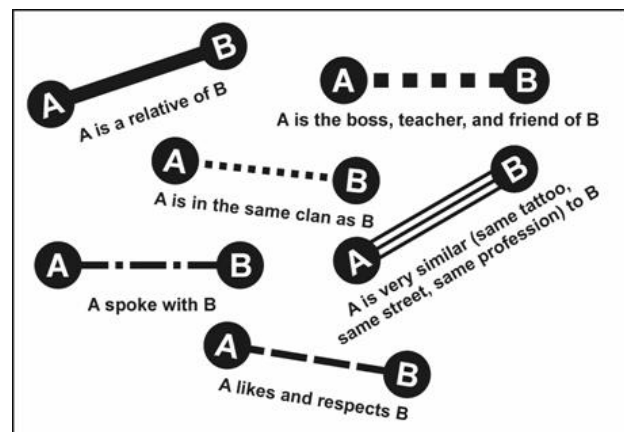 A B
A is a relative of B
A B
A is the boss, teacher, and friend of B
A B
A is in the same clan as B
A B
A is very similar (same tattoo,
same street, same profession) to B
A B
A spoke with B
A B
A likes and respects B